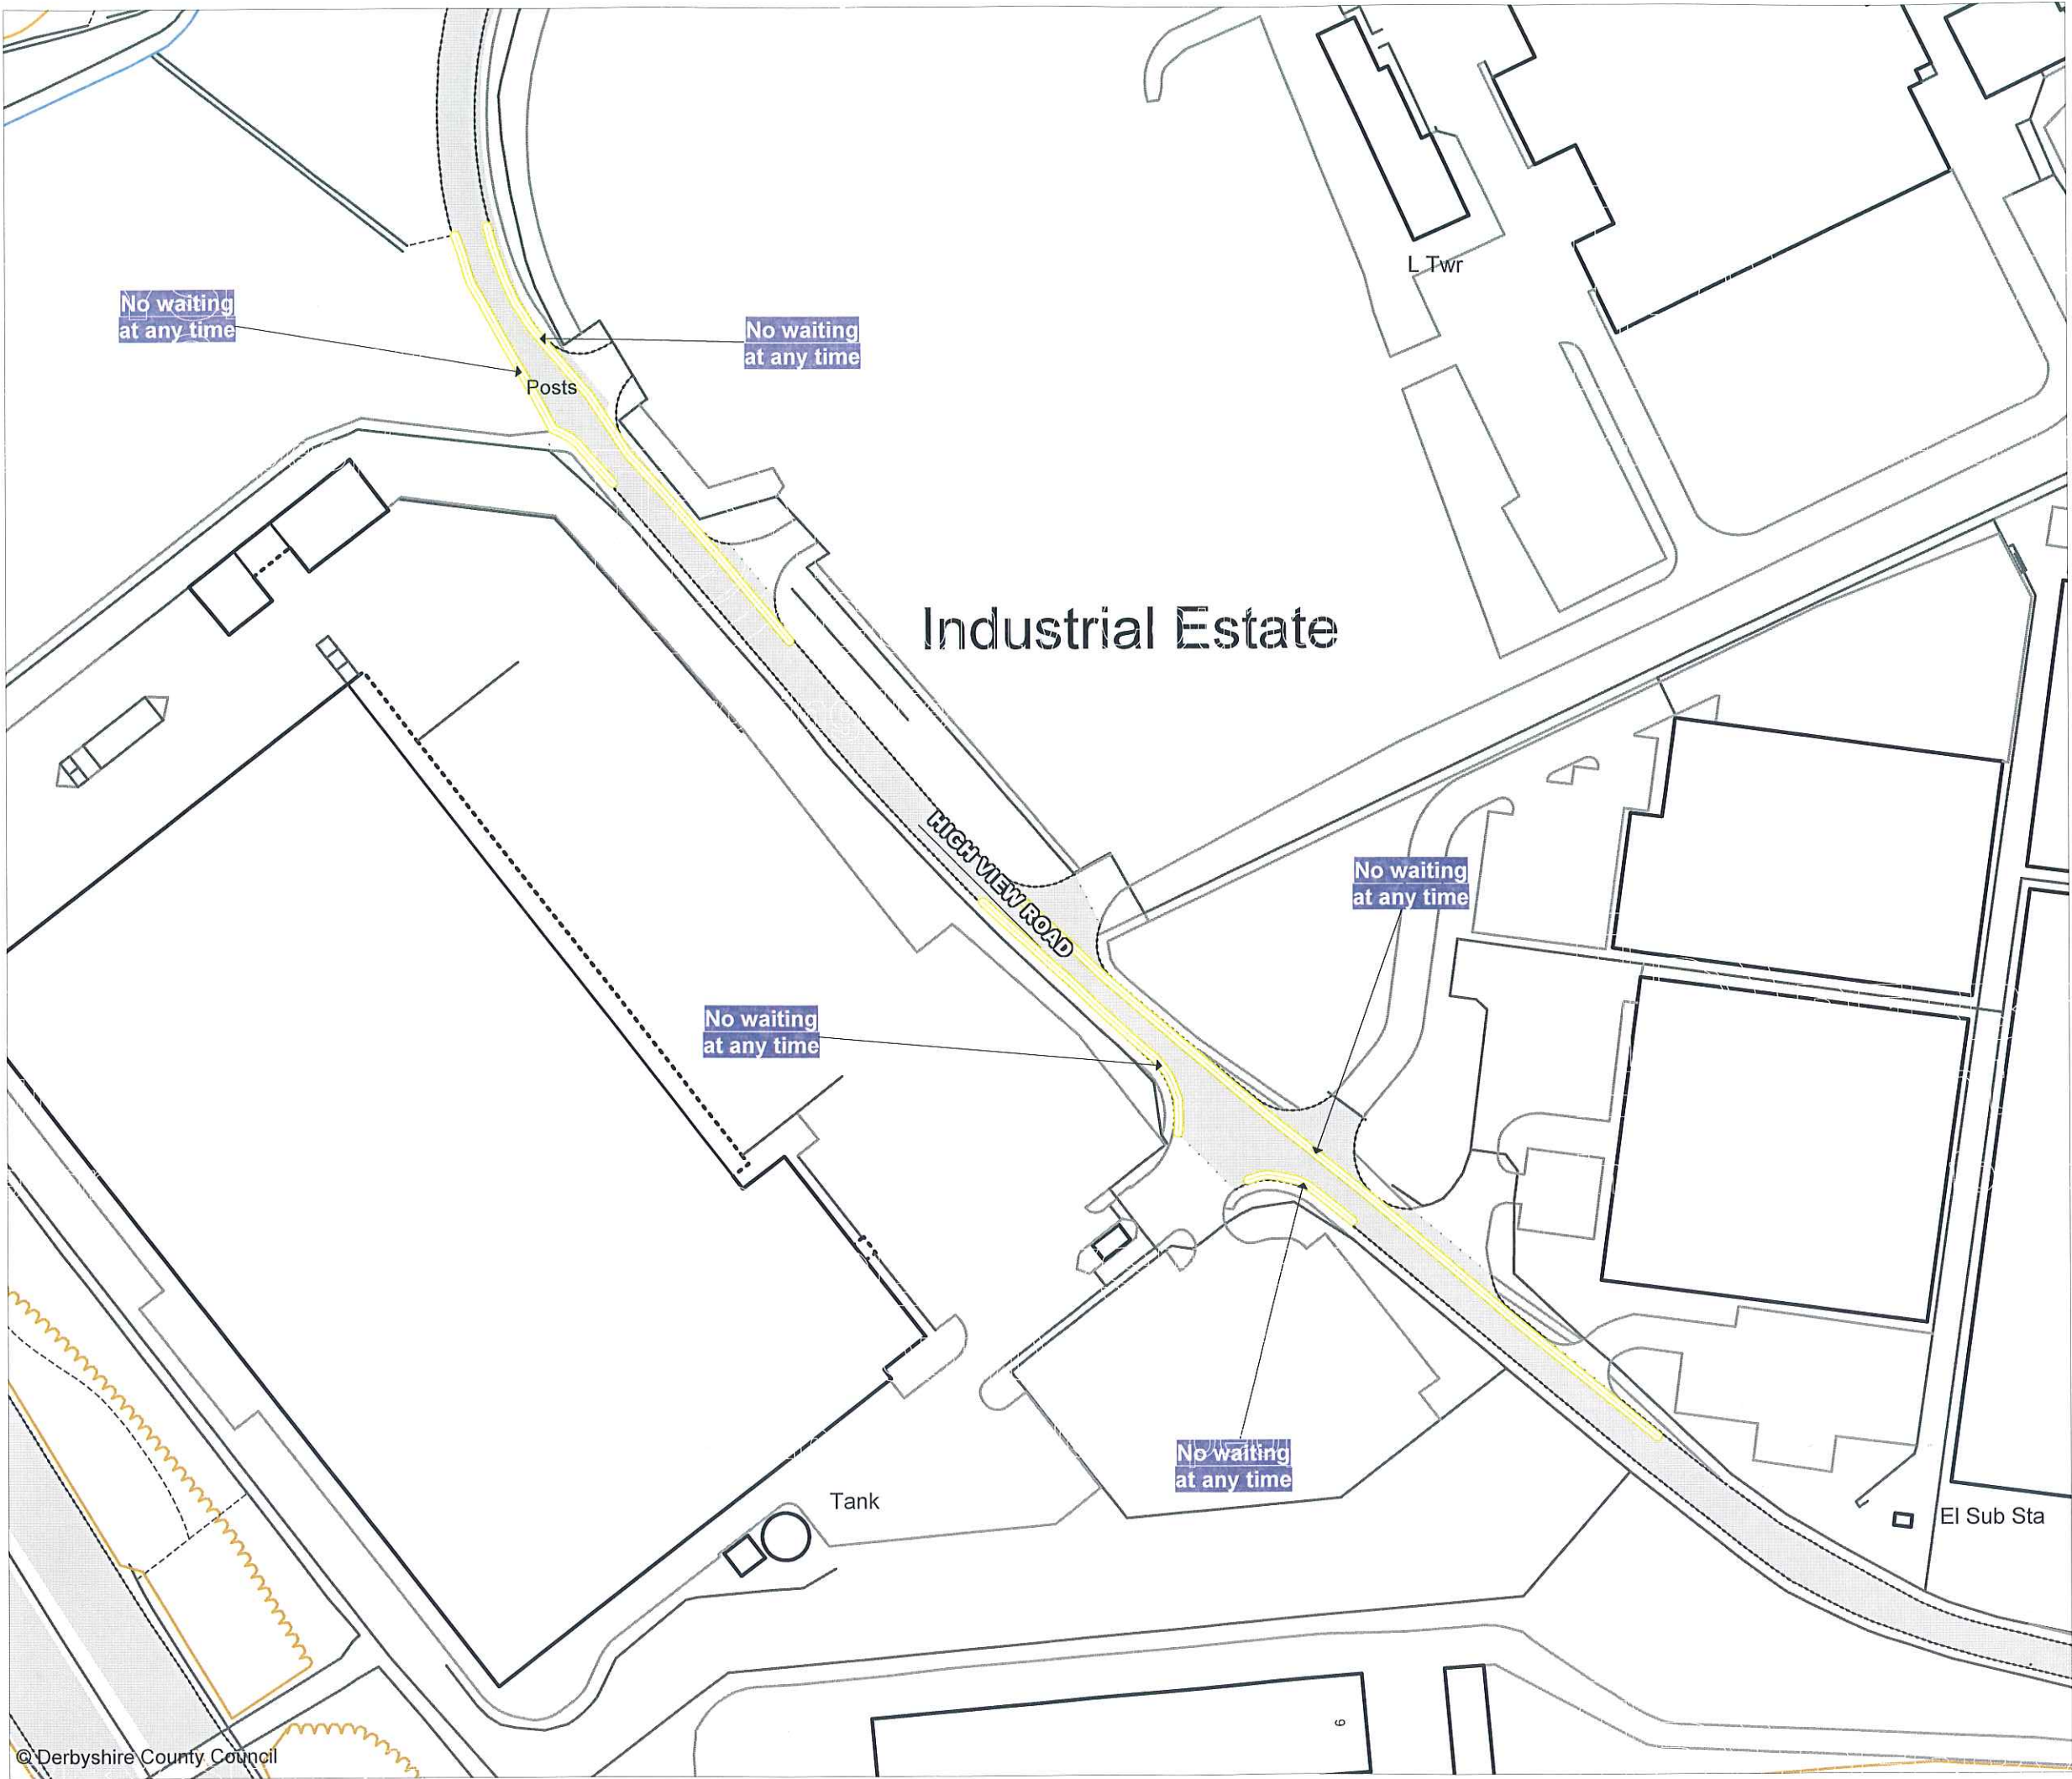 L Twr
No waiting
at any time
No waiting
at any time
Posts
Industrial Estate
HIGH VIEW ROAD
No waiting
at any time
No waiting
at any time
No waiting
at any time
Tank
El Sub Sta
6
© Derbyshire County Council